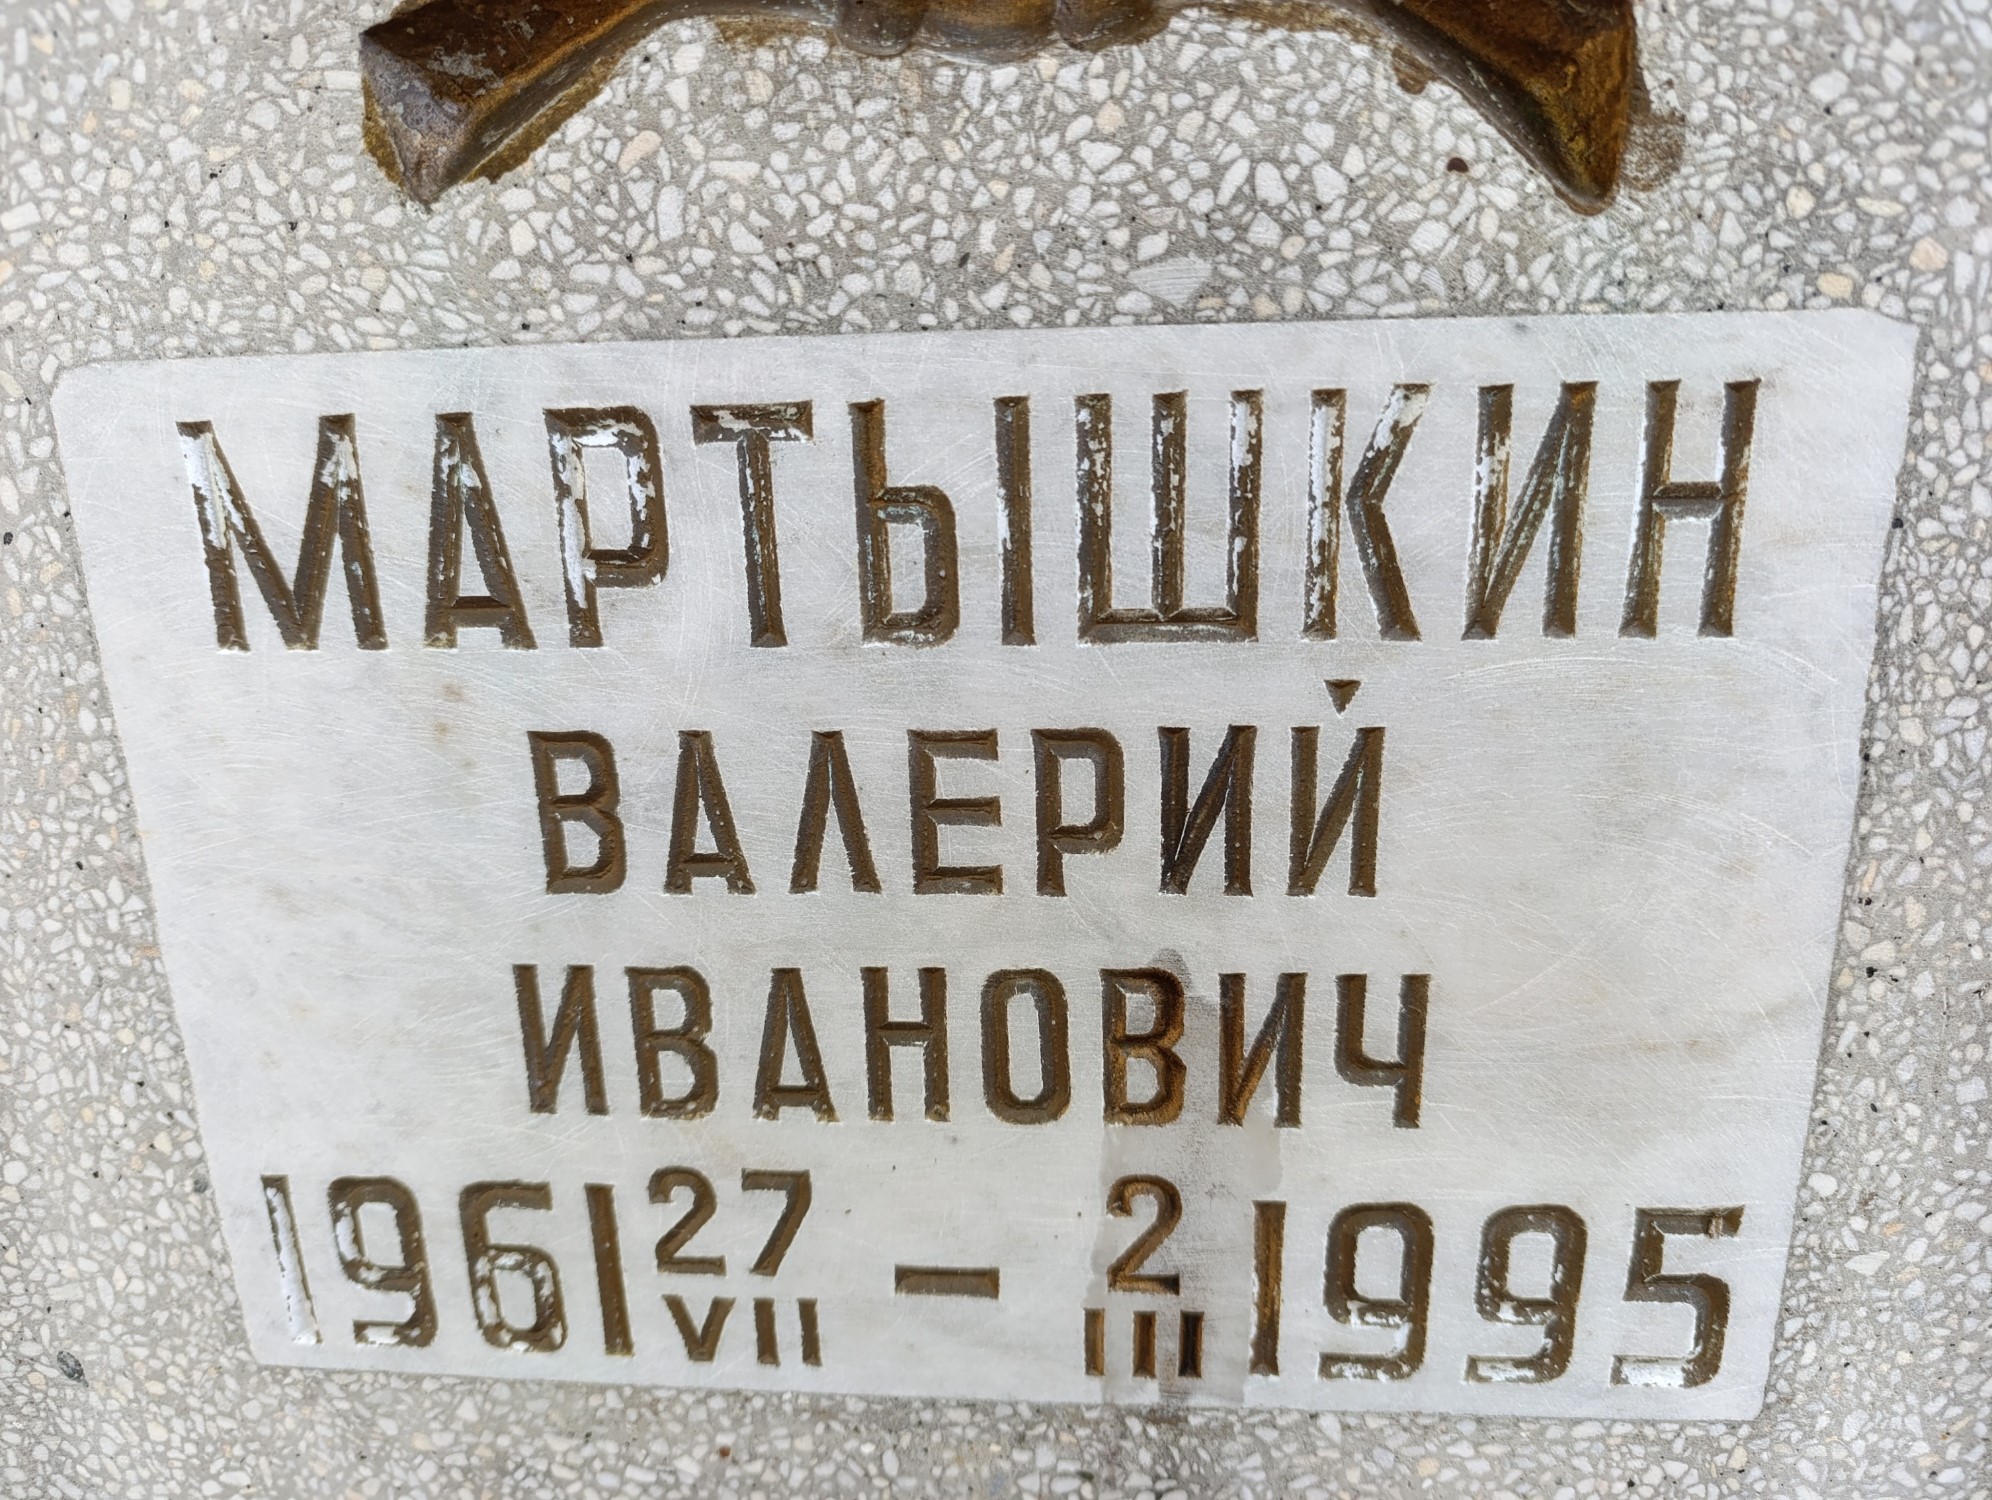 МАРТЫШКИН
ВАЛЕРИЙ
ИВАНОВИЧ
1961 27/VII – 2/III 1995